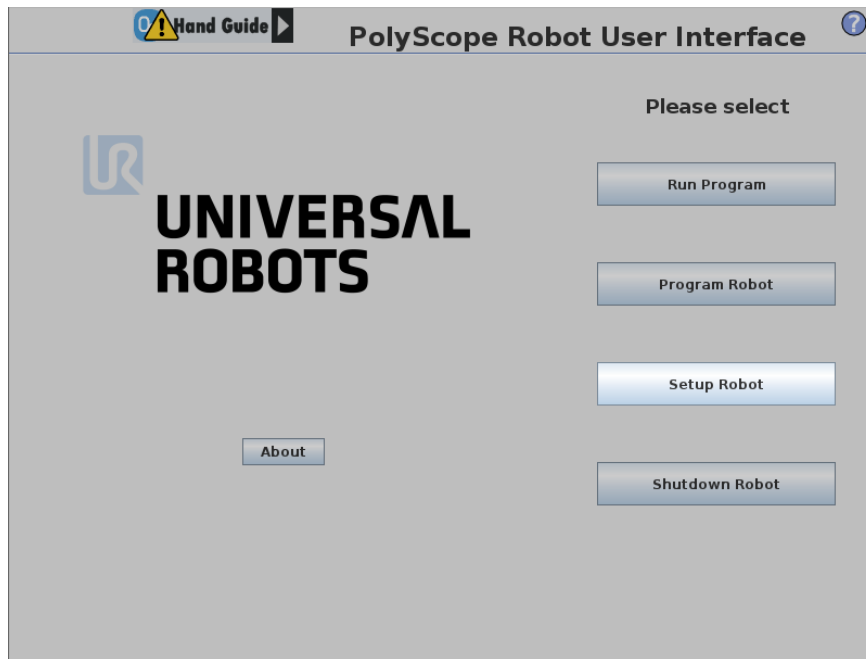 Hand Guide
PolyScope Robot User Interface
?
Please select
UR
UNIVERSAL
ROBOTS
Run Program
Program Robot
Setup Robot
About
Shutdown Robot